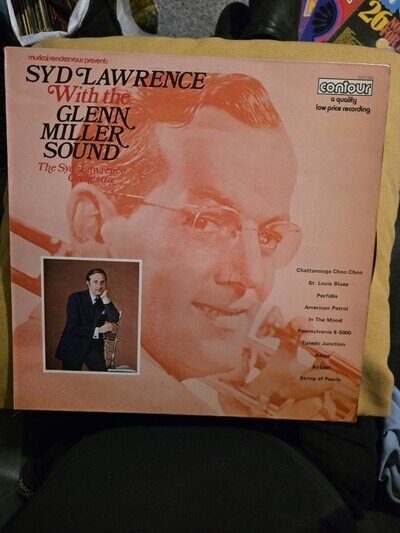 musical rendezvous presents
SYD LAWRENCE
With the
GLENN
MILLER
SOUND
The Syd Lawrence
Orchestra
contour
a quality
low price recording
Chattanooga Choo Choo
St. Louis Blues
Perfidia
American Patrol
In The Mood
Pennsylvania 6-5000
Tuxedo Junction
Adios
At Last
String of Pearls
26